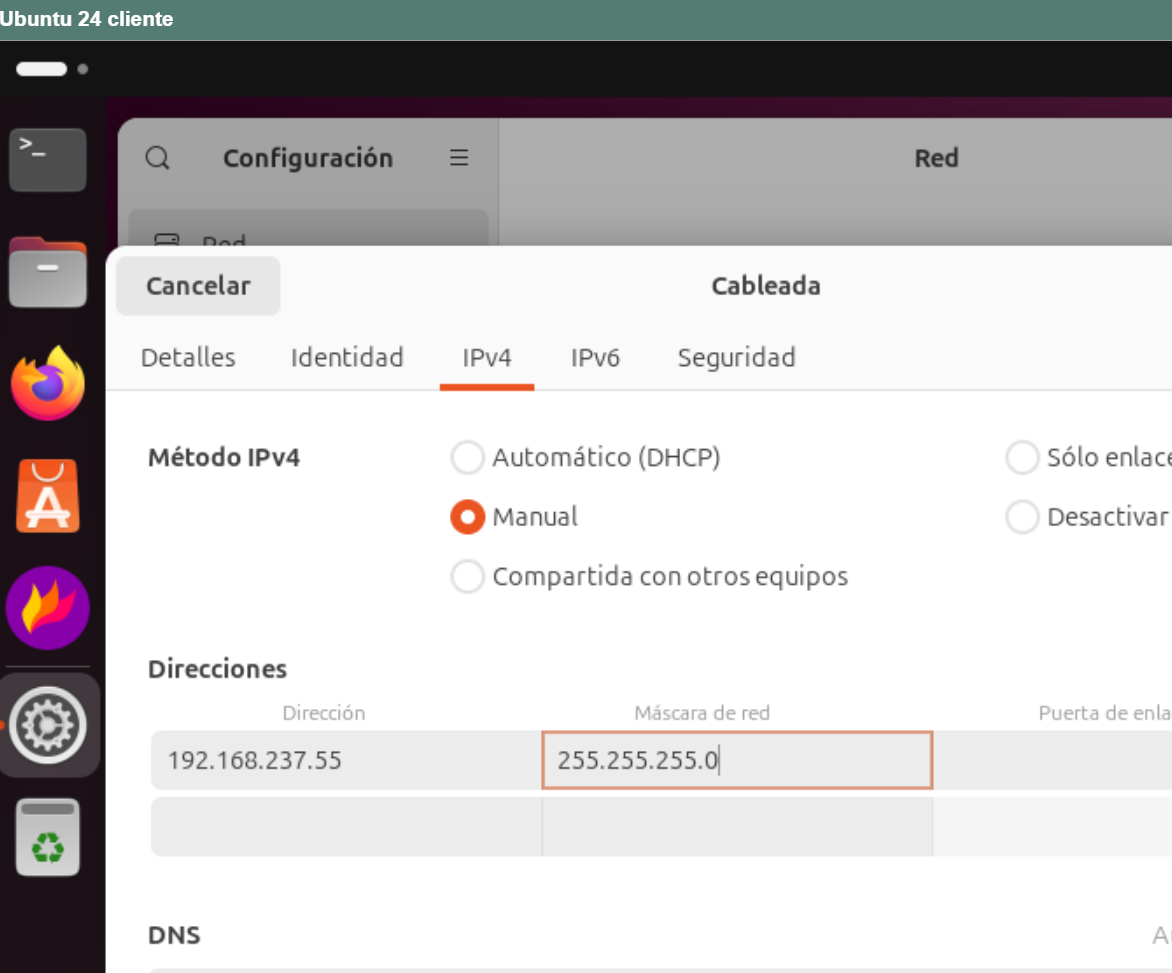 Ubuntu 24 cliente
Configuración
Red
Red
Cancelar
Cableada
Detalles
Identidad
IPv4
IPv6
Seguridad
Método IPv4
Automático (DHCP)
Sólo enlace
Manual
Desactivar
Compartida con otros equipos
Direcciones
Dirección
Máscara de red
Puerta de enla
192.168.237.55
255.255.255.0
DNS